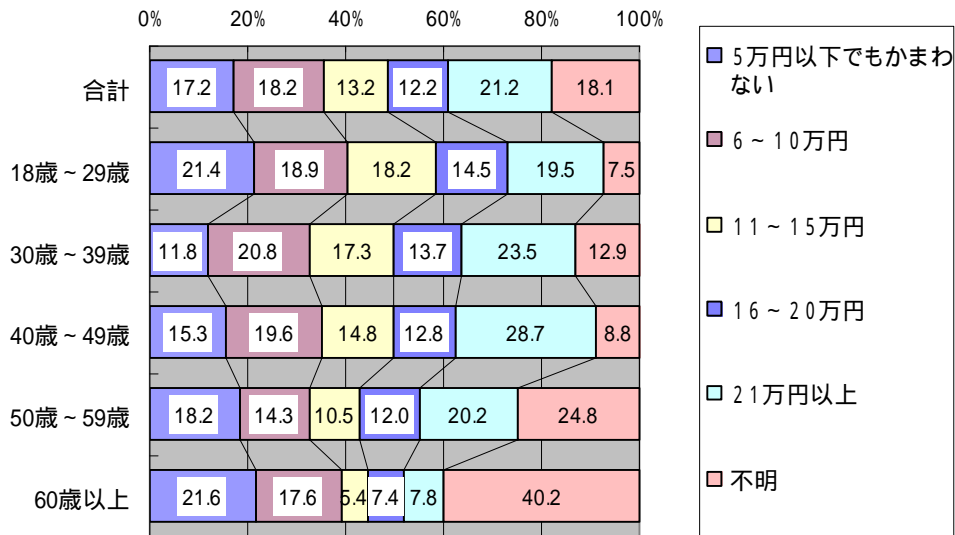 0% 20% 40% 60% 80% 100%
合計 17.2 18.2 13.2 12.2 21.2 18.1
18歳~29歳 21.4 18.9 18.2 14.5 19.5 7.5
30歳~39歳 11.8 20.8 17.3 13.7 23.5 12.9
40歳~49歳 15.3 19.6 14.8 12.8 28.7 8.8
50歳~59歳 18.2 14.3 10.5 12.0 20.2 24.8
60歳以上 21.6 17.6 5.4 7.4 7.8 40.2
5万円以下でもかまわ
ない
6~10万円
11~15万円
16~20万円
21万円以上
不明